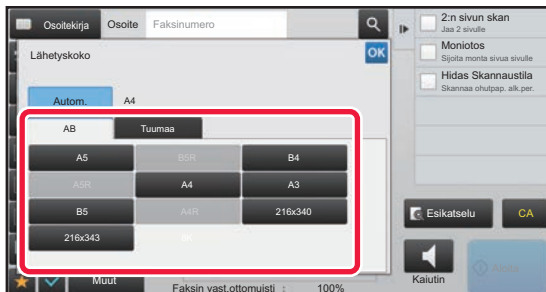 Osoitekirja Osoite Faksinumero
Lähetyskoko OK
Autom. A4
AB Tuumaa
A5 B5R B4
A5R A4 A3
B5 A4R 216x340
216x343 8K
Muut Faksin vast.ottomuisti : 100%
2:n sivun skan
Jaa 2 sivulle
Moniotos
Sijoita monta sivua sivulle
Hidas Skannaustila
Skannaa ohutpap. alk.per.
Esikatselu CA
Kaiutin Aloita